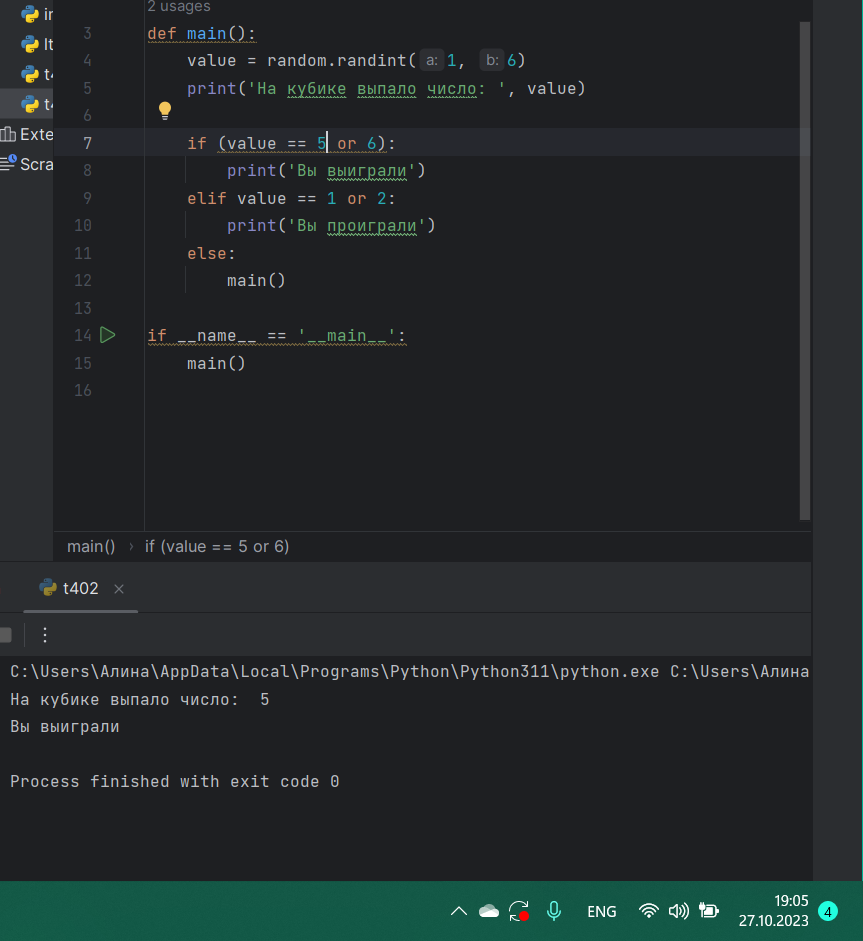 2 usages
3 def main():
4 value = random.randint( a: 1, b: 6)
5 print('На кубике выпало число: ', value)
6
7 if (value == 5 or 6):
8 print('Вы выиграли')
9 elif value == 1 or 2:
10 print('Вы проиграли')
11 else:
12 main()
13
14 if __name__ == '__main__':
15 main()
16
Exte
Scra
main() › if (value == 5 or 6)
t402
C:\Users\Алина\AppData\Local\Programs\Python\Python311\python.exe C:\Users\Алина
На кубике выпало число:  5
Вы выиграли
Process finished with exit code 0
ENG
19:05
27.10.2023
4